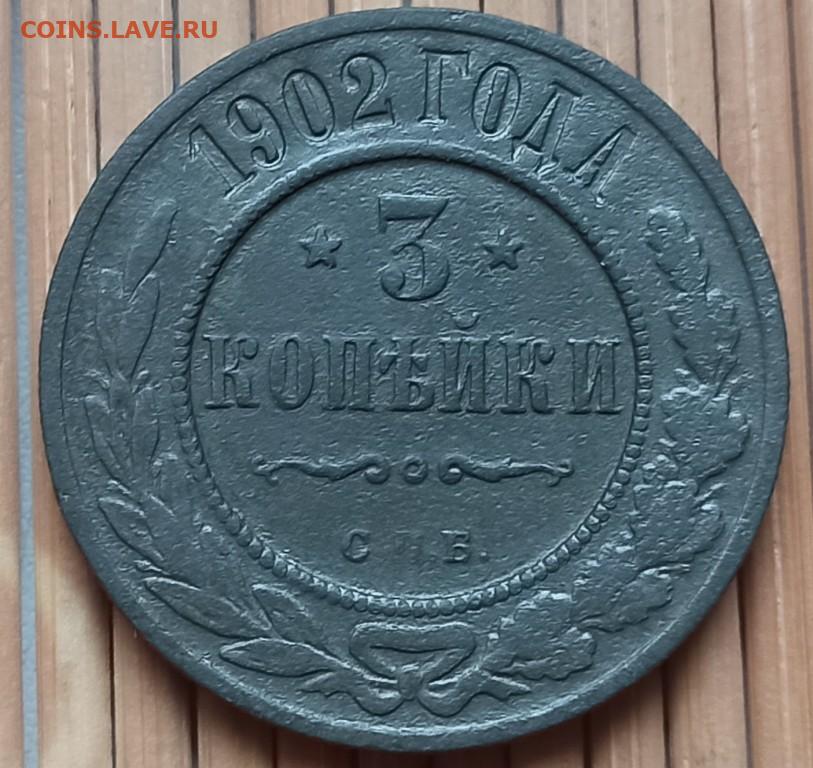 COINS.LAVE.RU
1902 ГОДА
3
КОПѢЙКИ
С.П.Б.